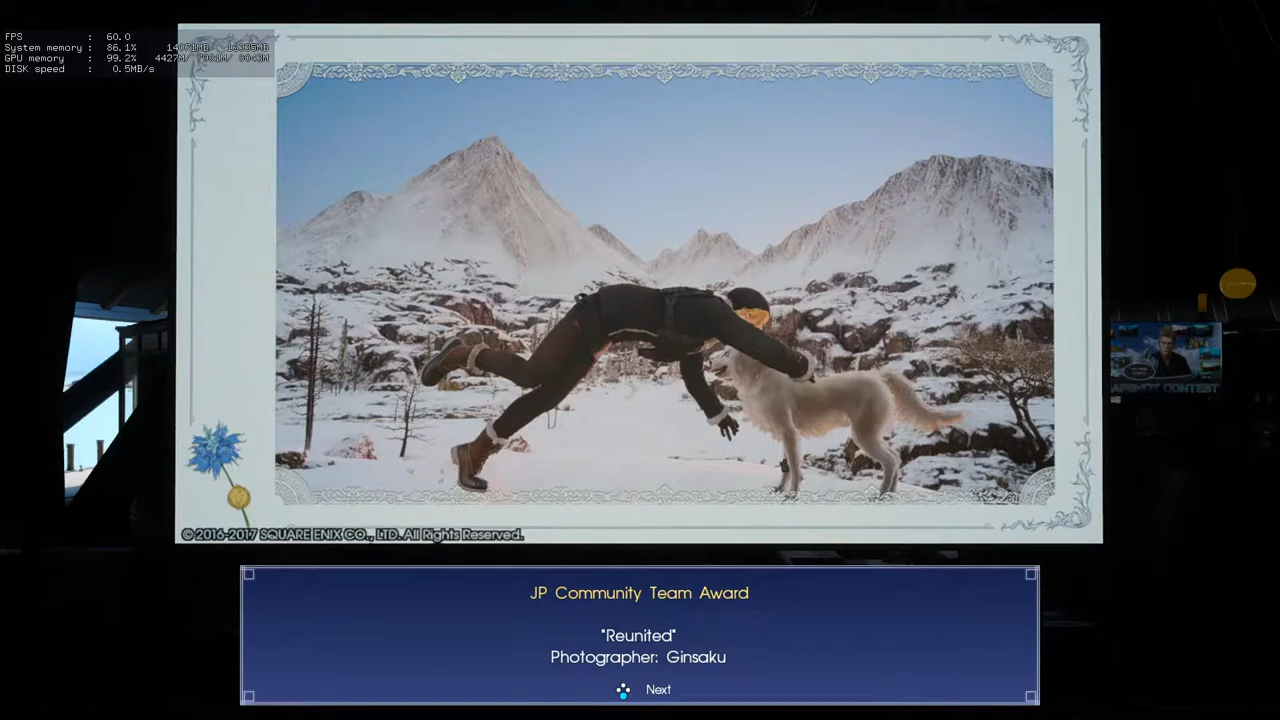 FPS : 60.0
System memory : 86.1%
GPU memory : 99.2%
DISK speed : 0.5MB/s
© 2016-2017 SQUARE ENIX CO., LTD. All Rights Reserved.
CONTEST
JP Community Team Award
"Reunited"
Photographer: Ginsaku
Next